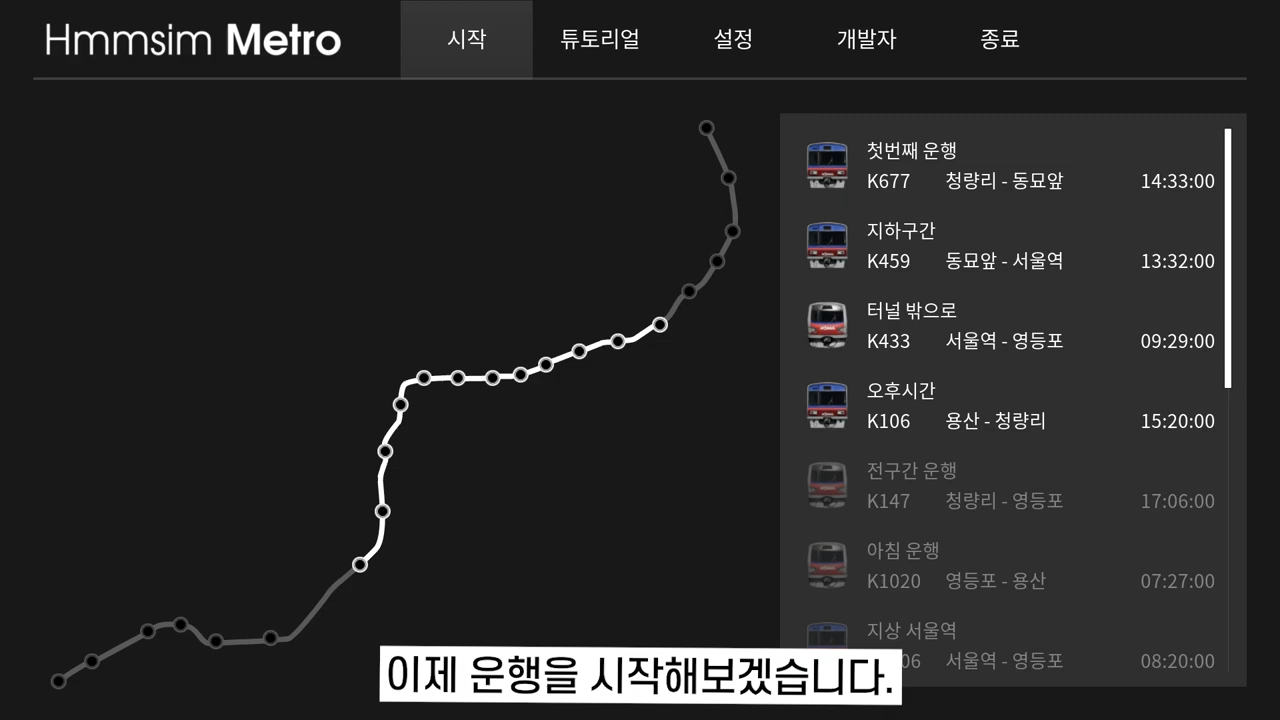 Hmmsim Metro
시작 튜토리얼 설정 개발자 종료
첫번째 운행
K677 청량리 - 동묘앞 14:33:00
지하구간
K459 동묘앞 - 서울역 13:32:00
터널 밖으로
K433 서울역 - 영등포 09:29:00
오후시간
K106 용산 - 청량리 15:20:00
전구간 운행
K147 청량리 - 영등포 17:06:00
아침 운행
K1020 영등포 - 용산 07:27:00
지상 서울역
06 서울역 - 영등포 08:20:00
이제 운행을 시작해보겠습니다.